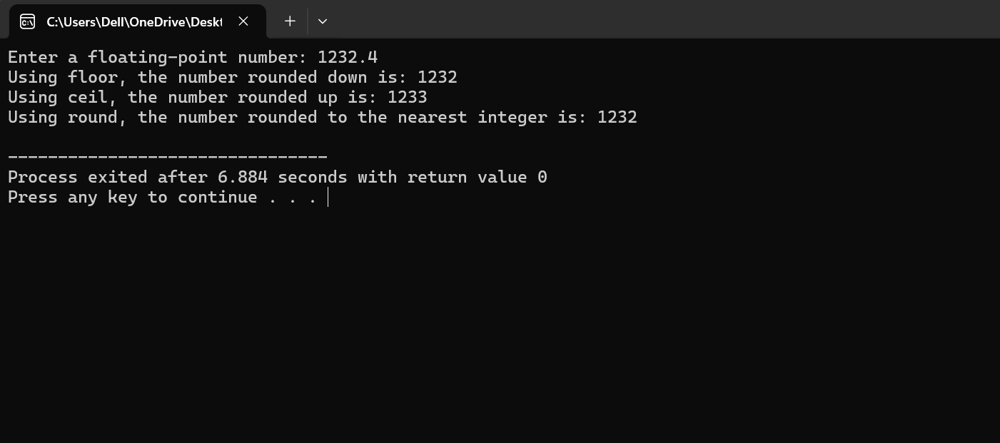 C:\Users\Dell\OneDrive\Deskt
Enter a floating-point number: 1232.4
Using floor, the number rounded down is: 1232
Using ceil, the number rounded up is: 1233
Using round, the number rounded to the nearest integer is: 1232
--------------------------------
Process exited after 6.884 seconds with return value 0
Press any key to continue . . .